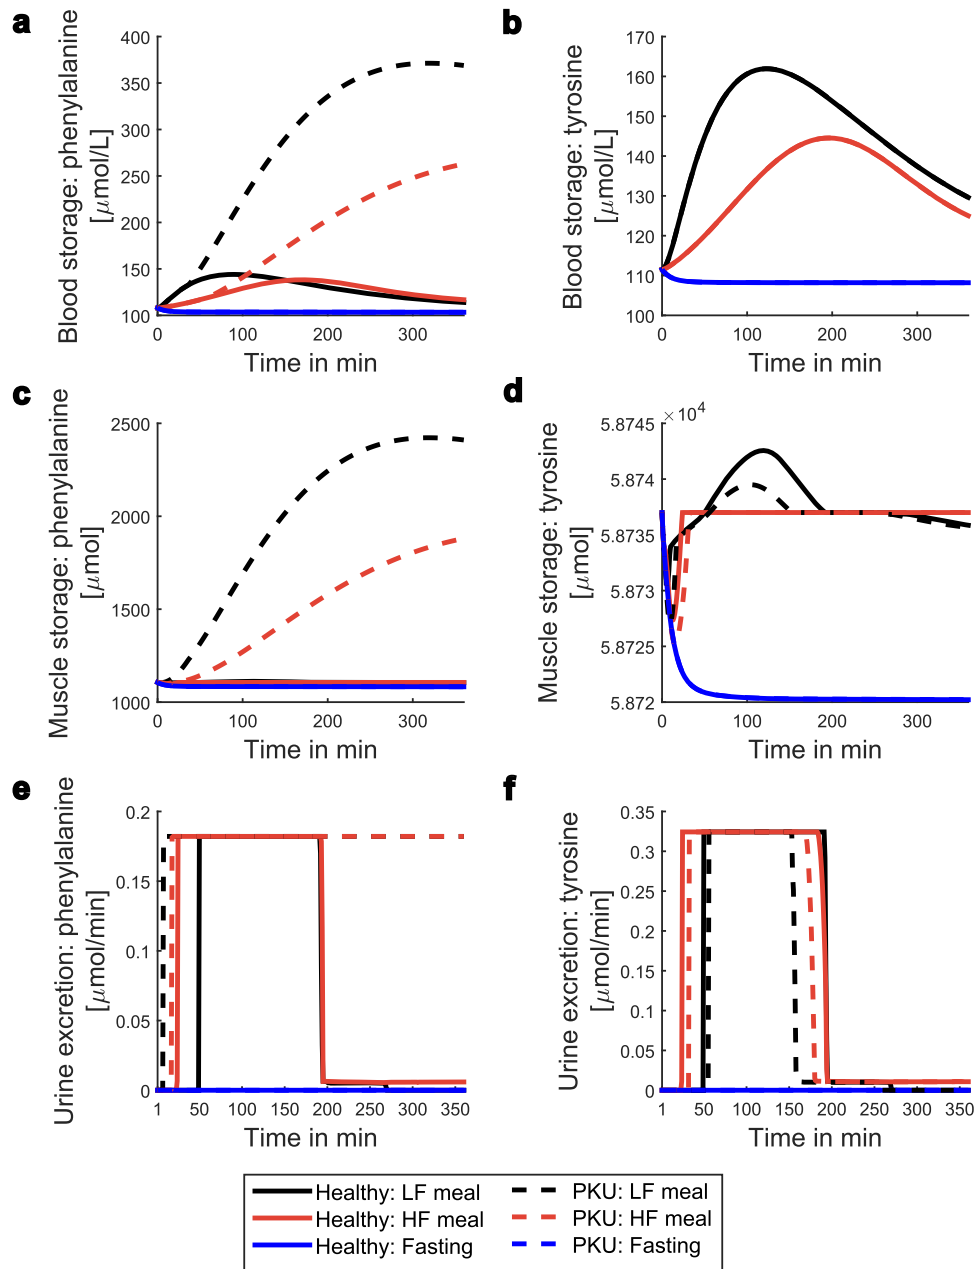 a
Blood storage: phenylalanine
[μmol/L]
400
350
300
250
200
150
100
0
100
200
300
Time in min
b
Blood storage: tyrosine
[μmol/L]
170
160
150
140
130
120
110
100
0
100
200
300
Time in min
c
Muscle storage: phenylalanine
[μmol]
2500
2000
1500
1000
0
100
200
300
Time in min
d
Muscle storage: tyrosine
[μmol]
×10⁴
5.8745
5.874
5.8735
5.873
5.8725
5.872
0
100
200
300
Time in min
e
Urine excretion: phenylalanine
[μmol/min]
0.2
0.15
0.1
0.05
0
1
50
100
150
200
250
300
350
Time in min
f
Urine excretion: tyrosine
[μmol/min]
0.35
0.3
0.25
0.2
0.15
0.1
0.05
0
1
50
100
150
200
250
300
350
Time in min
Healthy: LF meal
PKU: LF meal
Healthy: HF meal
PKU: HF meal
Healthy: Fasting
PKU: Fasting